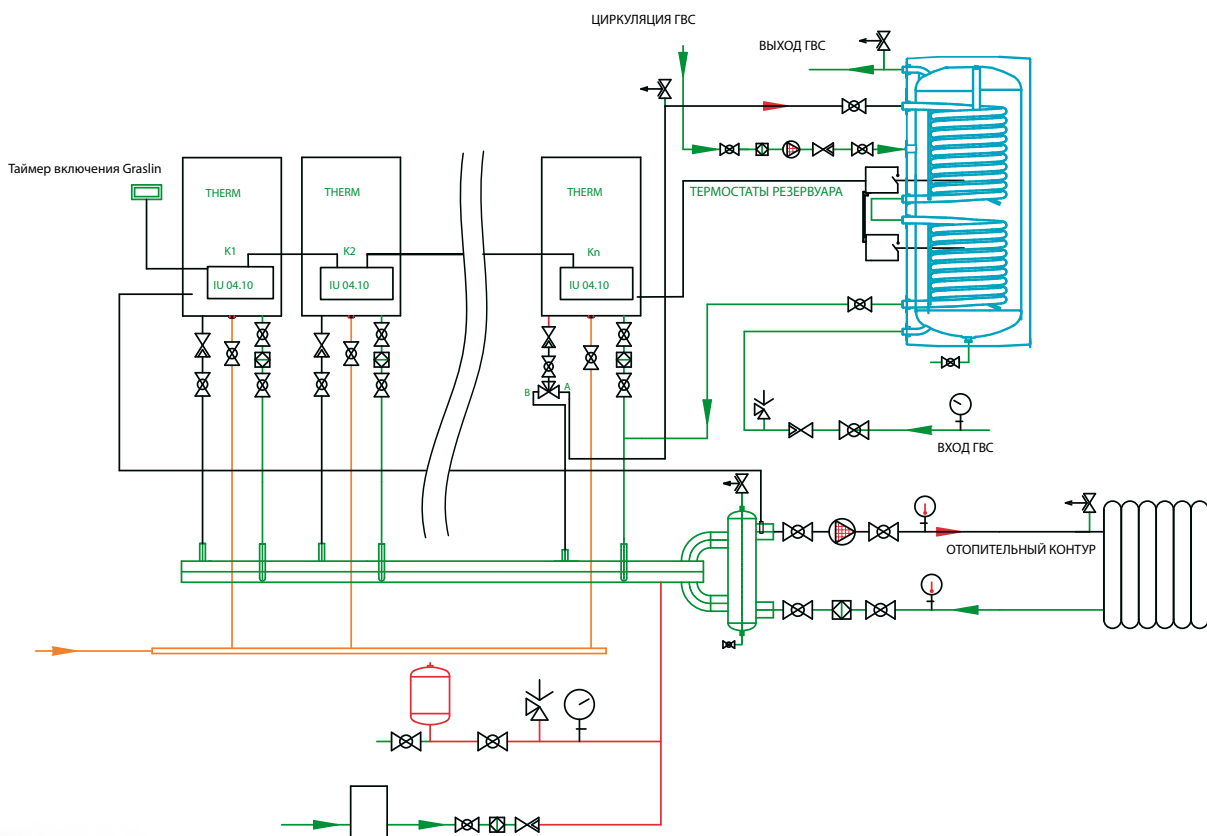 ЦИРКУЛЯЦИЯ ГВС
ВЫХОД ГВС
Таймер включения Graslin
THERM
THERM
THERM
ТЕРМОСТАТЫ РЕЗЕРВУАРА
K1
K2
Kn
IU 04.10
IU 04.10
IU 04.10
B
A
ВХОД ГВС
ОТОПИТЕЛЬНЫЙ КОНТУР